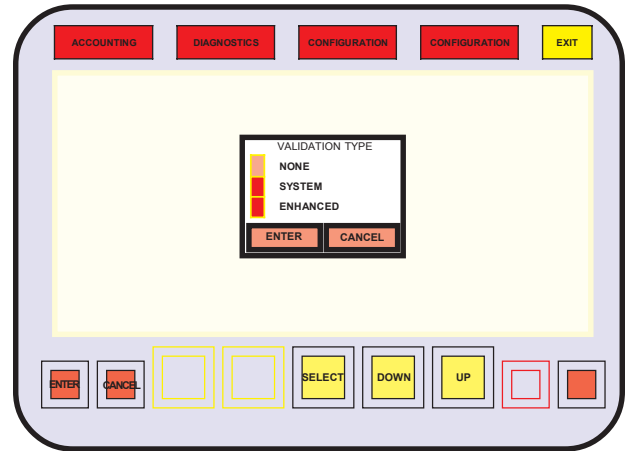 ACCOUNTING DIAGNOSTICS CONFIGURATION CONFIGURATION EXIT
VALIDATION TYPE
NONE
SYSTEM
ENHANCED
ENTER CANCEL
ENTER CANCEL SELECT DOWN UP